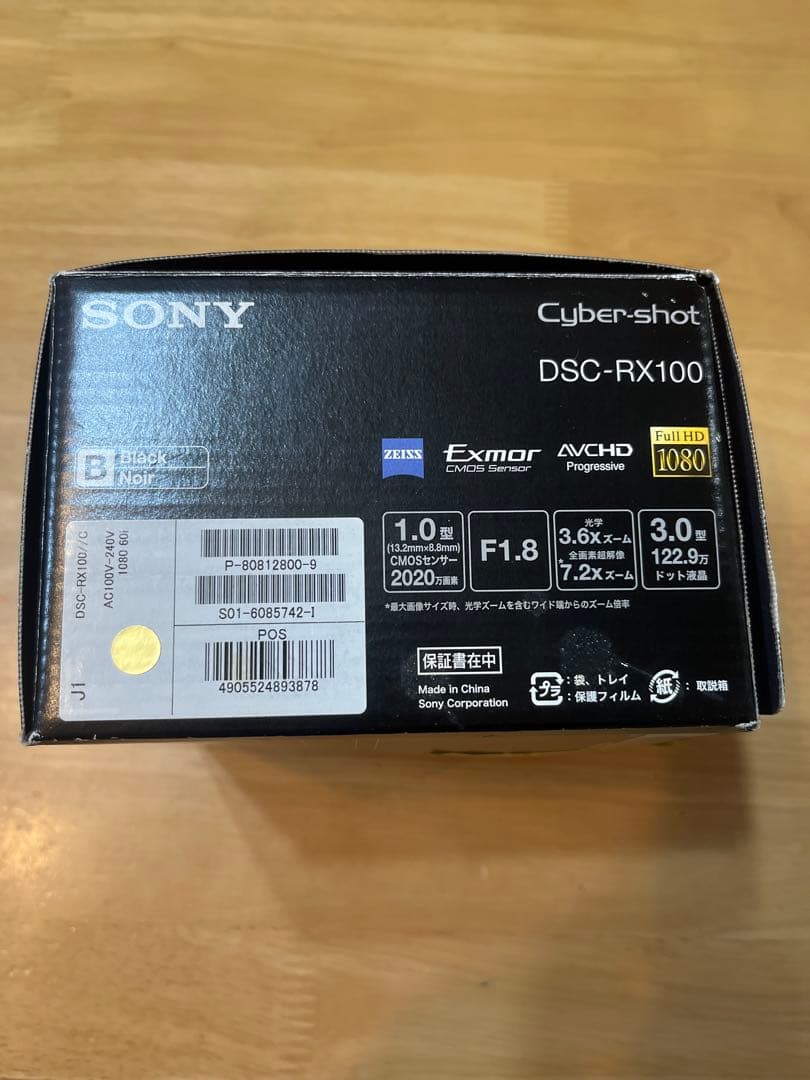 SONY
Cyber-shot
DSC-RX100
B Black
Noir
ZEISS
Exmor
CMOS Sensor
AVCHD
Progressive
Full HD
1080
1.0型
(13.2mm×8.8mm)
CMOSセンサー
2020万画素
F1.8
光学
3.6xズーム
全画素超解像
*7.2xズーム
3.0型
122.9万
ドット液晶
*最大画像サイズ時、光学ズームを含むワイド端からのズーム倍率
DSC-RX100//C
AC100V-240V
1080 60i
J1
P-80812800-9
S01-6085742-I
POS
4905524893878
保証書在中
Made in China
Sony Corporation
プラ
:袋、トレイ
:保護フィルム
紙
: 取説箱